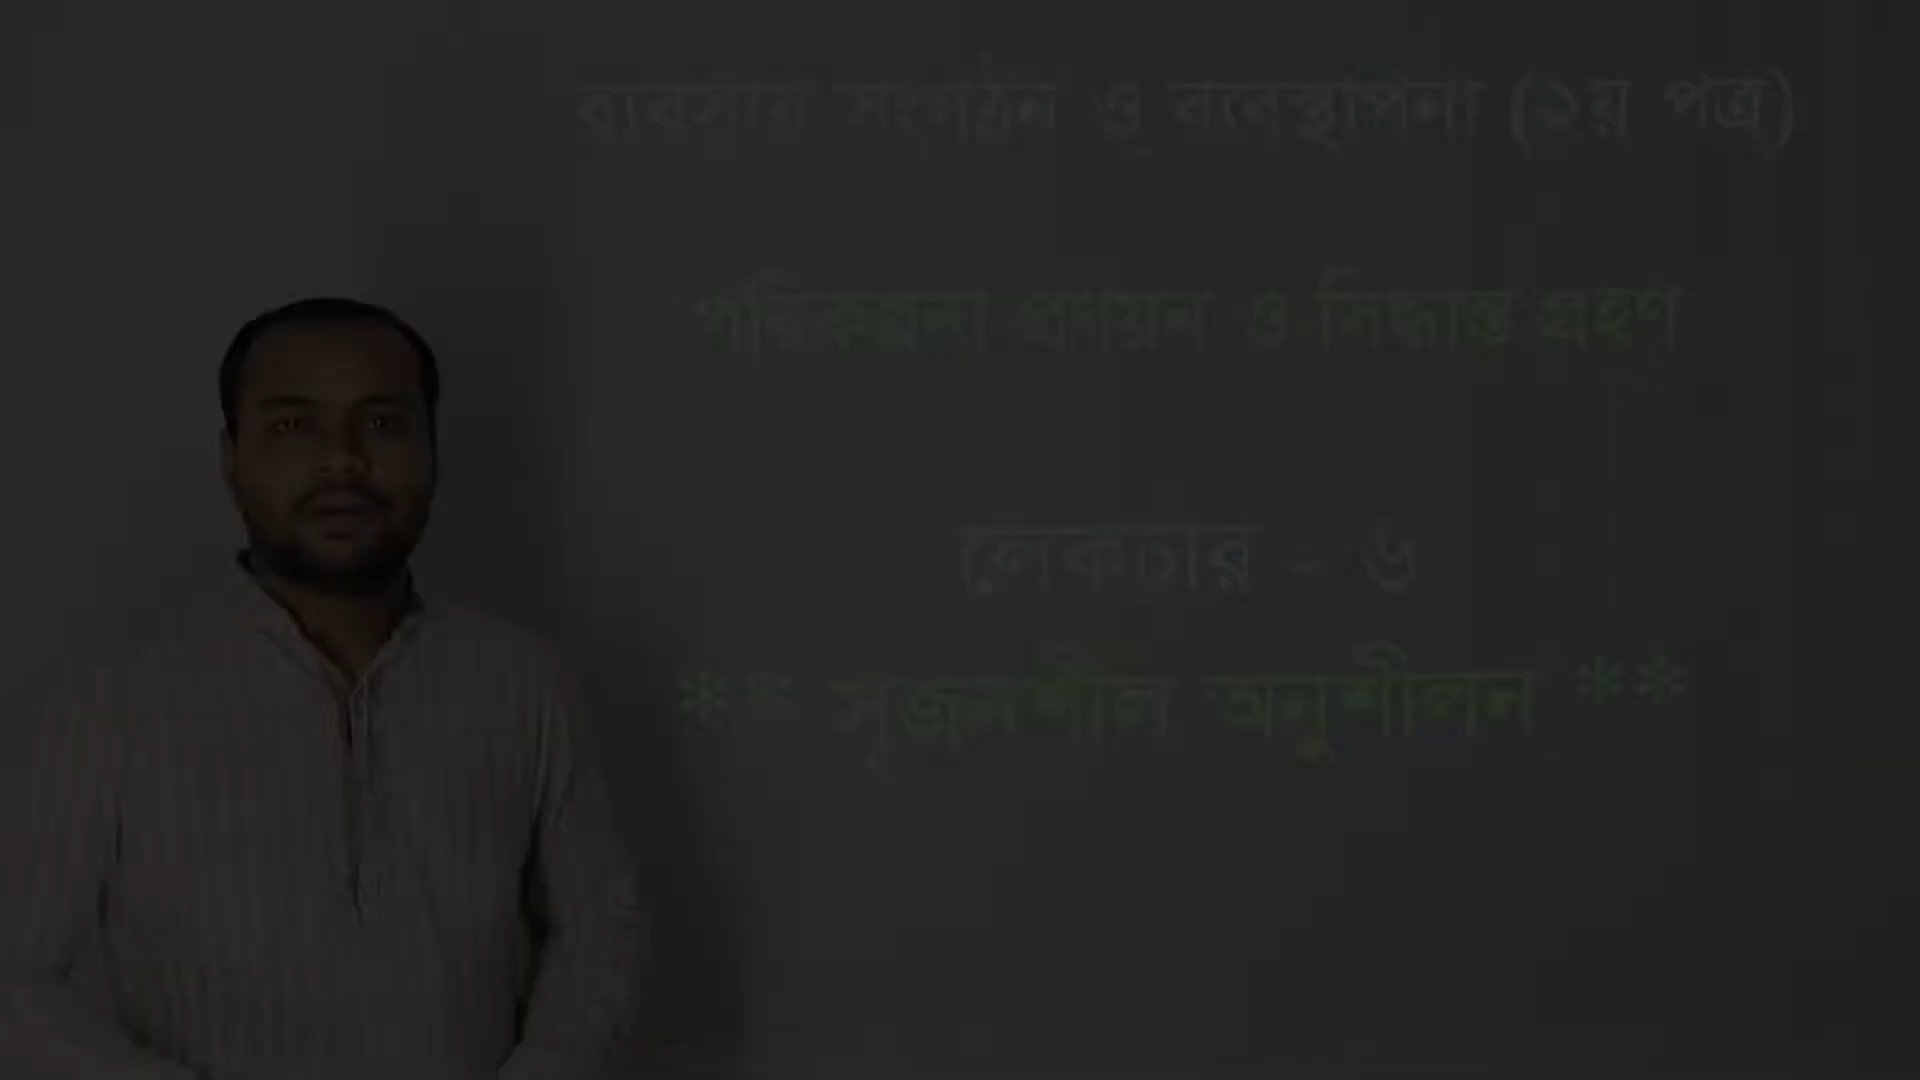 ব্যবসায় সংগঠন ও ব্যবস্থাপনা (২য় পত্র)
পরিকল্পনা প্রণয়ন ও সিদ্ধান্ত গ্রহণ
লেকচার - ৬
** সৃজনশীল অনুশীলন **